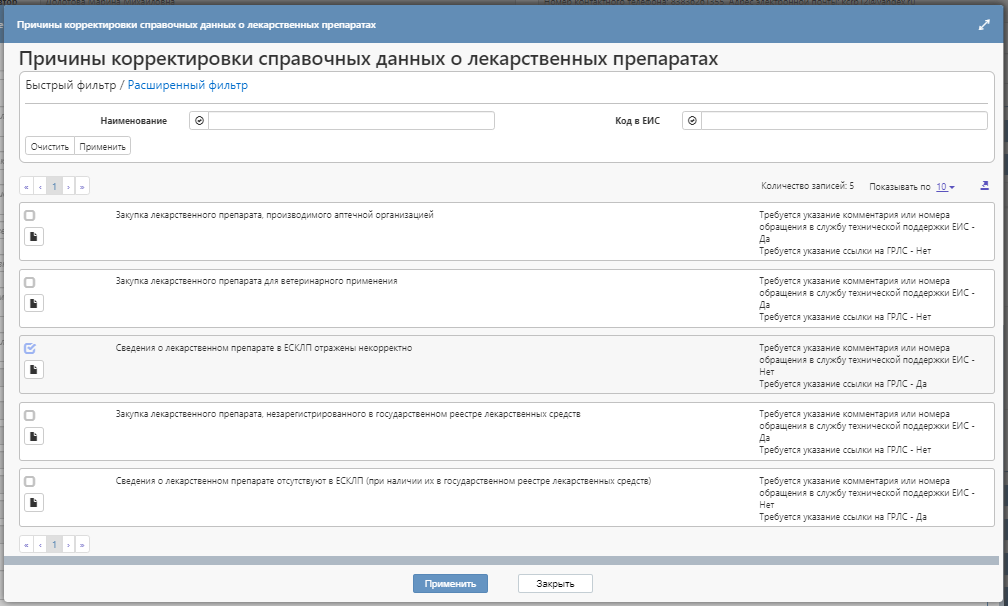 Причины корректировки справочных данных о лекарственных препаратах
Причины корректировки справочных данных о лекарственных препаратах
Быстрый фильтр / Расширенный фильтр
Наименование
Код в ЕИС
Очистить Применить
« ‹ 1 › »
Количество записей: 5 Показывать по 10
Закупка лекарственного препарата, производимого аптечной организацией
Требуется указание комментария или номера
обращения в службу технической поддержки ЕИС -
Да
Требуется указание ссылки на ГРЛС - Нет
Закупка лекарственного препарата для ветеринарного применения
Требуется указание комментария или номера
обращения в службу технической поддержки ЕИС -
Да
Требуется указание ссылки на ГРЛС - Нет
Сведения о лекарственном препарате в ЕСКЛП отражены некорректно
Требуется указание комментария или номера
обращения в службу технической поддержки ЕИС -
Нет
Требуется указание ссылки на ГРЛС - Да
Закупка лекарственного препарата, незарегистрированного в государственном реестре лекарственных средств
Требуется указание комментария или номера
обращения в службу технической поддержки ЕИС -
Да
Требуется указание ссылки на ГРЛС - Нет
Сведения о лекарственном препарате отсутствуют в ЕСКЛП (при наличии их в государственном реестре лекарственных средств)
Требуется указание комментария или номера
обращения в службу технической поддержки ЕИС -
Нет
Требуется указание ссылки на ГРЛС - Да
« ‹ 1 › »
Применить
Закрыть